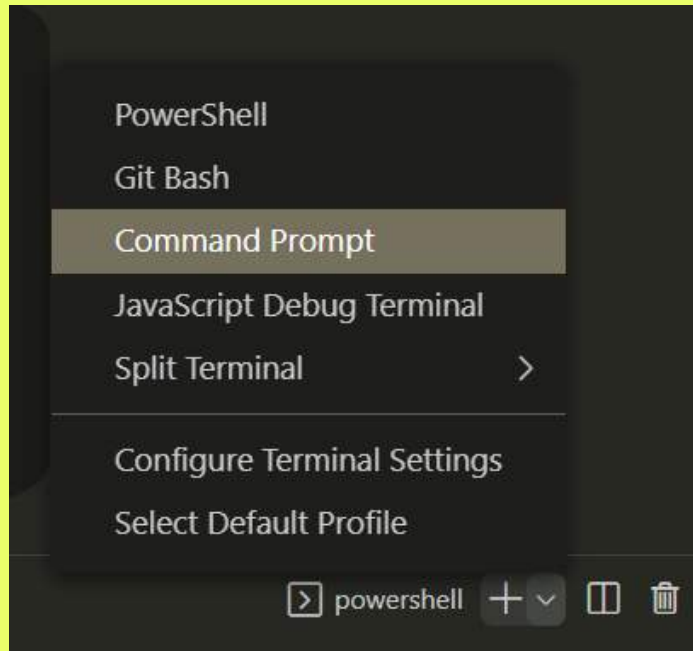 PowerShell
Git Bash
Command Prompt
JavaScript Debug Terminal
Split Terminal
Configure Terminal Settings
Select Default Profile
powershell